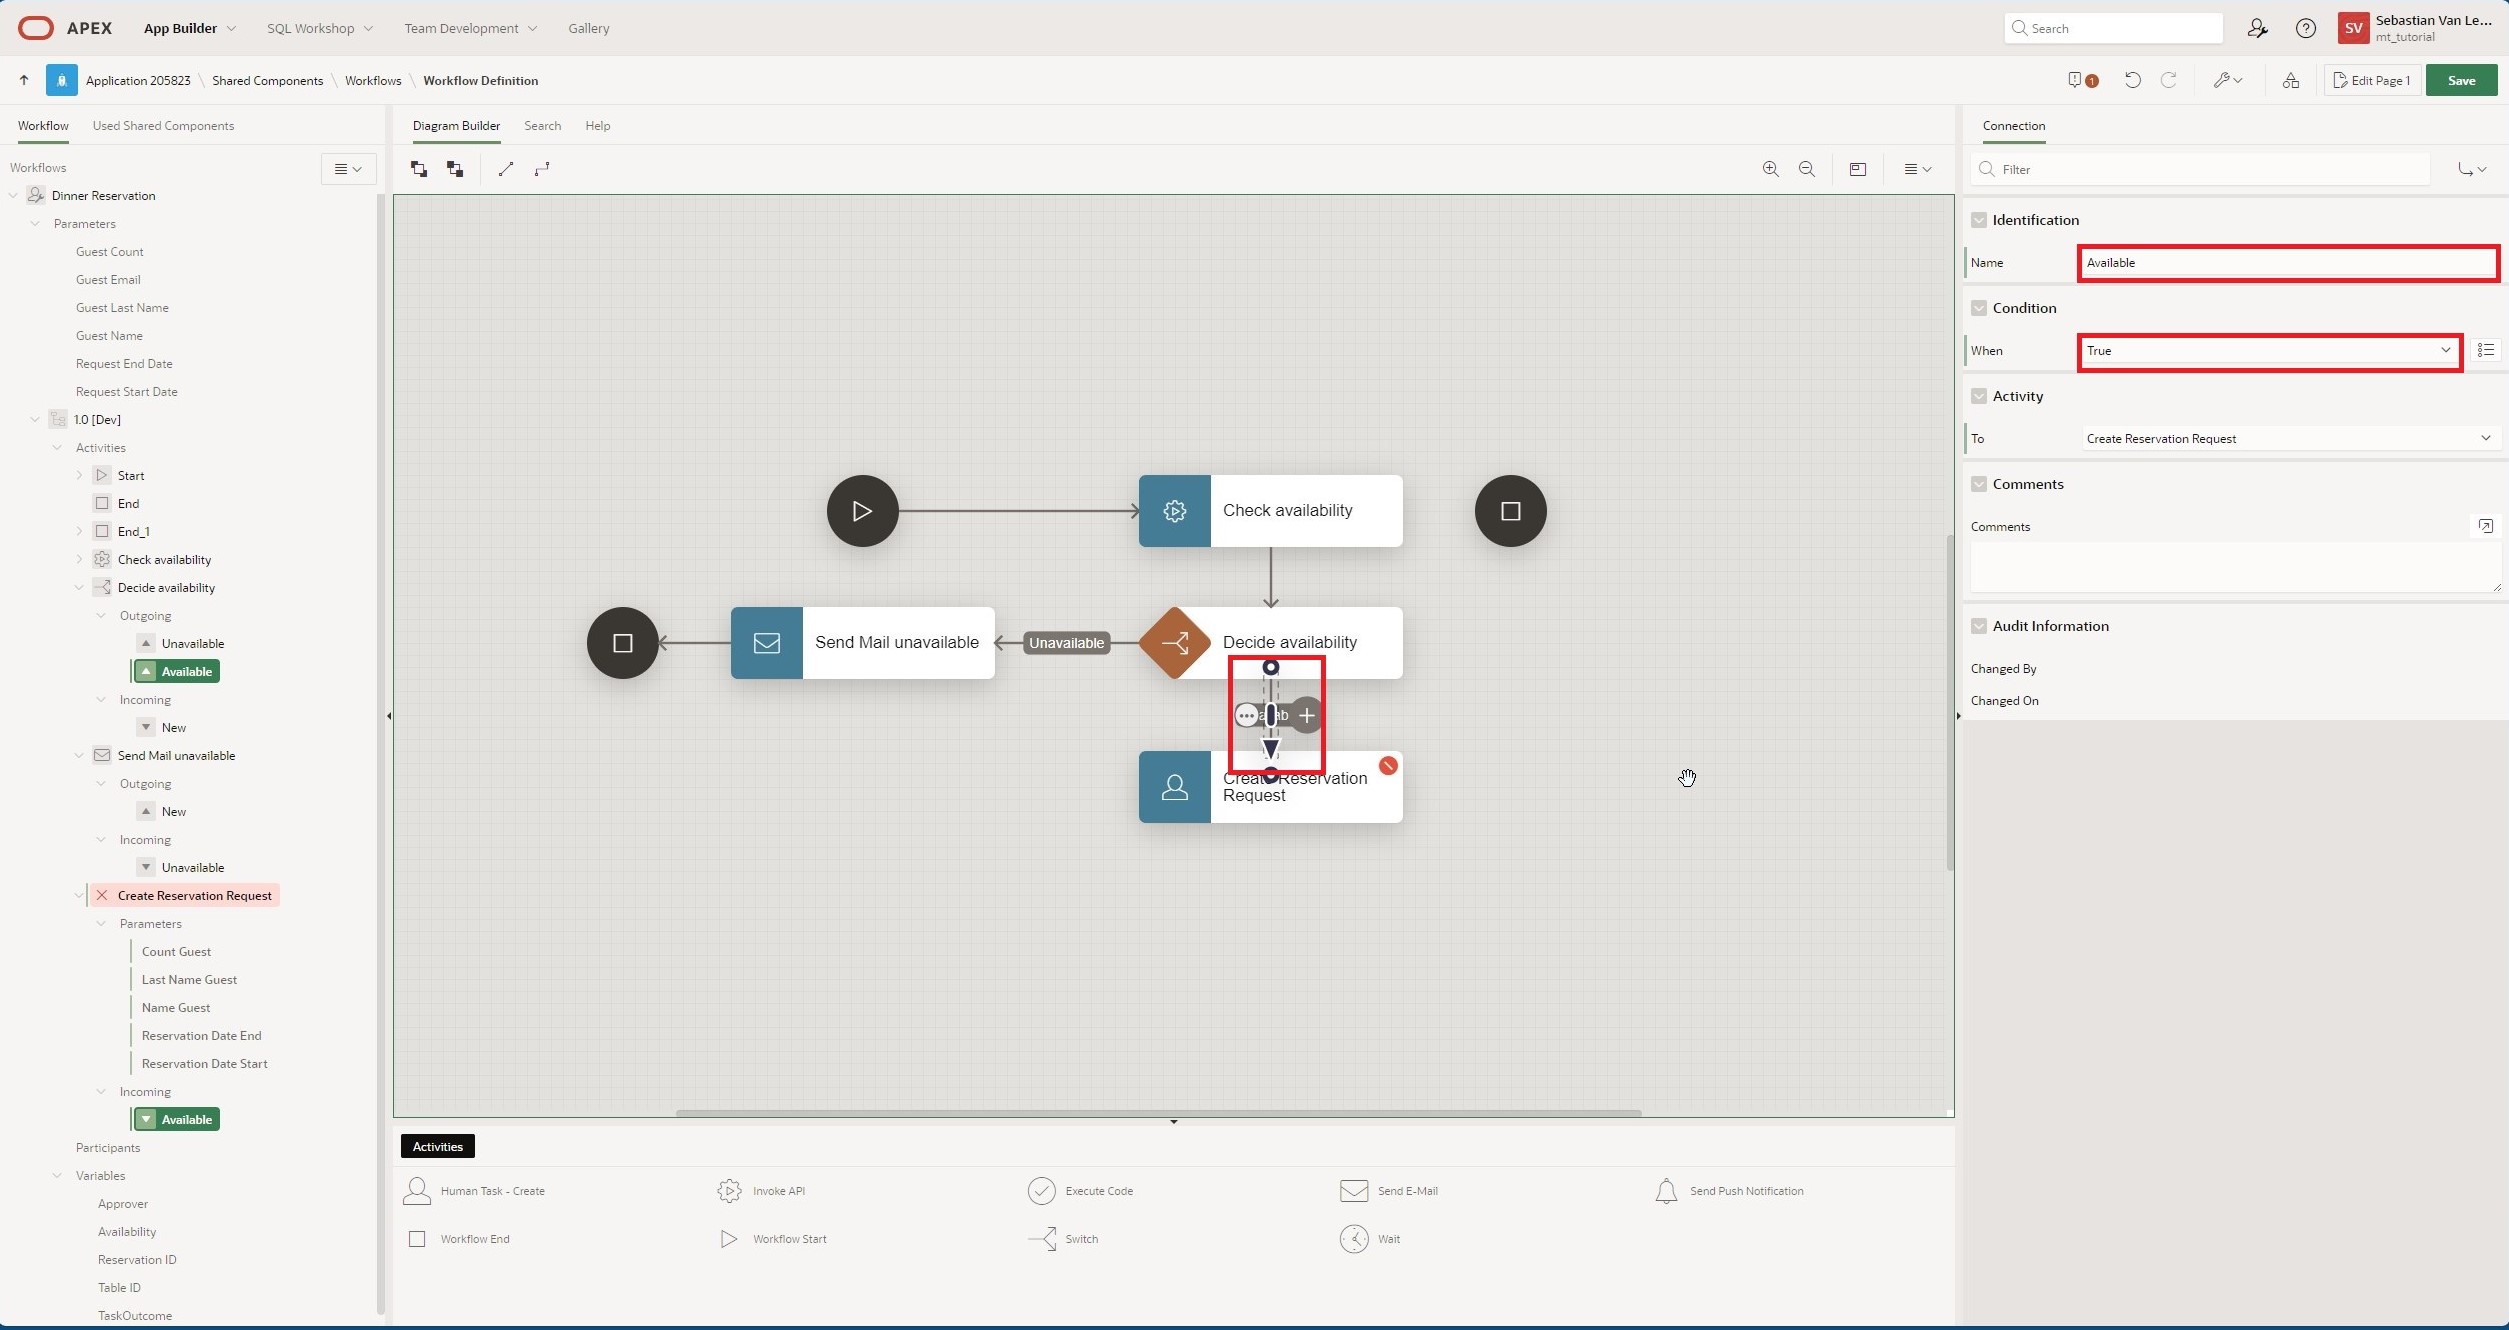 APEX
App Builder
SQL Workshop
Team Development
Gallery
Search
SV
Sebastian Van Le...
mt_tutorial
Application 205823 \ Shared Components \ Workflows \ Workflow Definition
1
Edit Page 1
Save
Workflow
Used Shared Components
Workflows
Dinner Reservation
Parameters
Guest Count
Guest Email
Guest Last Name
Guest Name
Request End Date
Request Start Date
1.0 [Dev]
Activities
Start
End
End_1
Check availability
Decide availability
Outgoing
Unavailable
Available
Incoming
New
Send Mail unavailable
Outgoing
New
Incoming
Unavailable
Create Reservation Request
Parameters
Count Guest
Last Name Guest
Name Guest
Reservation Date End
Reservation Date Start
Incoming
Available
Participants
Variables
Approver
Availability
Reservation ID
Table ID
TaskOutcome
Diagram Builder
Search
Help
Check availability
Send Mail unavailable
Unavailable
Decide availability
Create Reservation
Request
Activities
Human Task - Create
Invoke API
Execute Code
Send E-Mail
Send Push Notification
Workflow End
Workflow Start
Switch
Wait
Connection
Filter
Identification
Name
Available
Condition
When
True
Activity
To
Create Reservation Request
Comments
Comments
Audit Information
Changed By
Changed On